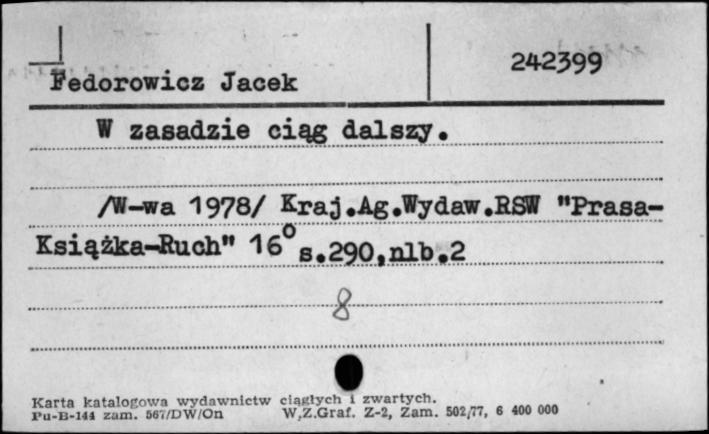 242399
Fedorowicz Jacek
W zasadzie ciąg dalszy.
/W-wa 1978/ Kraj.Ag.Wydaw.RSW "Prasa-
Książka-Ruch" 16° s.290,nlb.2
8
Karta katalogowa wydawnictw ciągłych i zwartych.
Pu-B-144 zam. 567/DW/On W.Z.Graf. Z-2, Zam. 502/77, 6 400 000